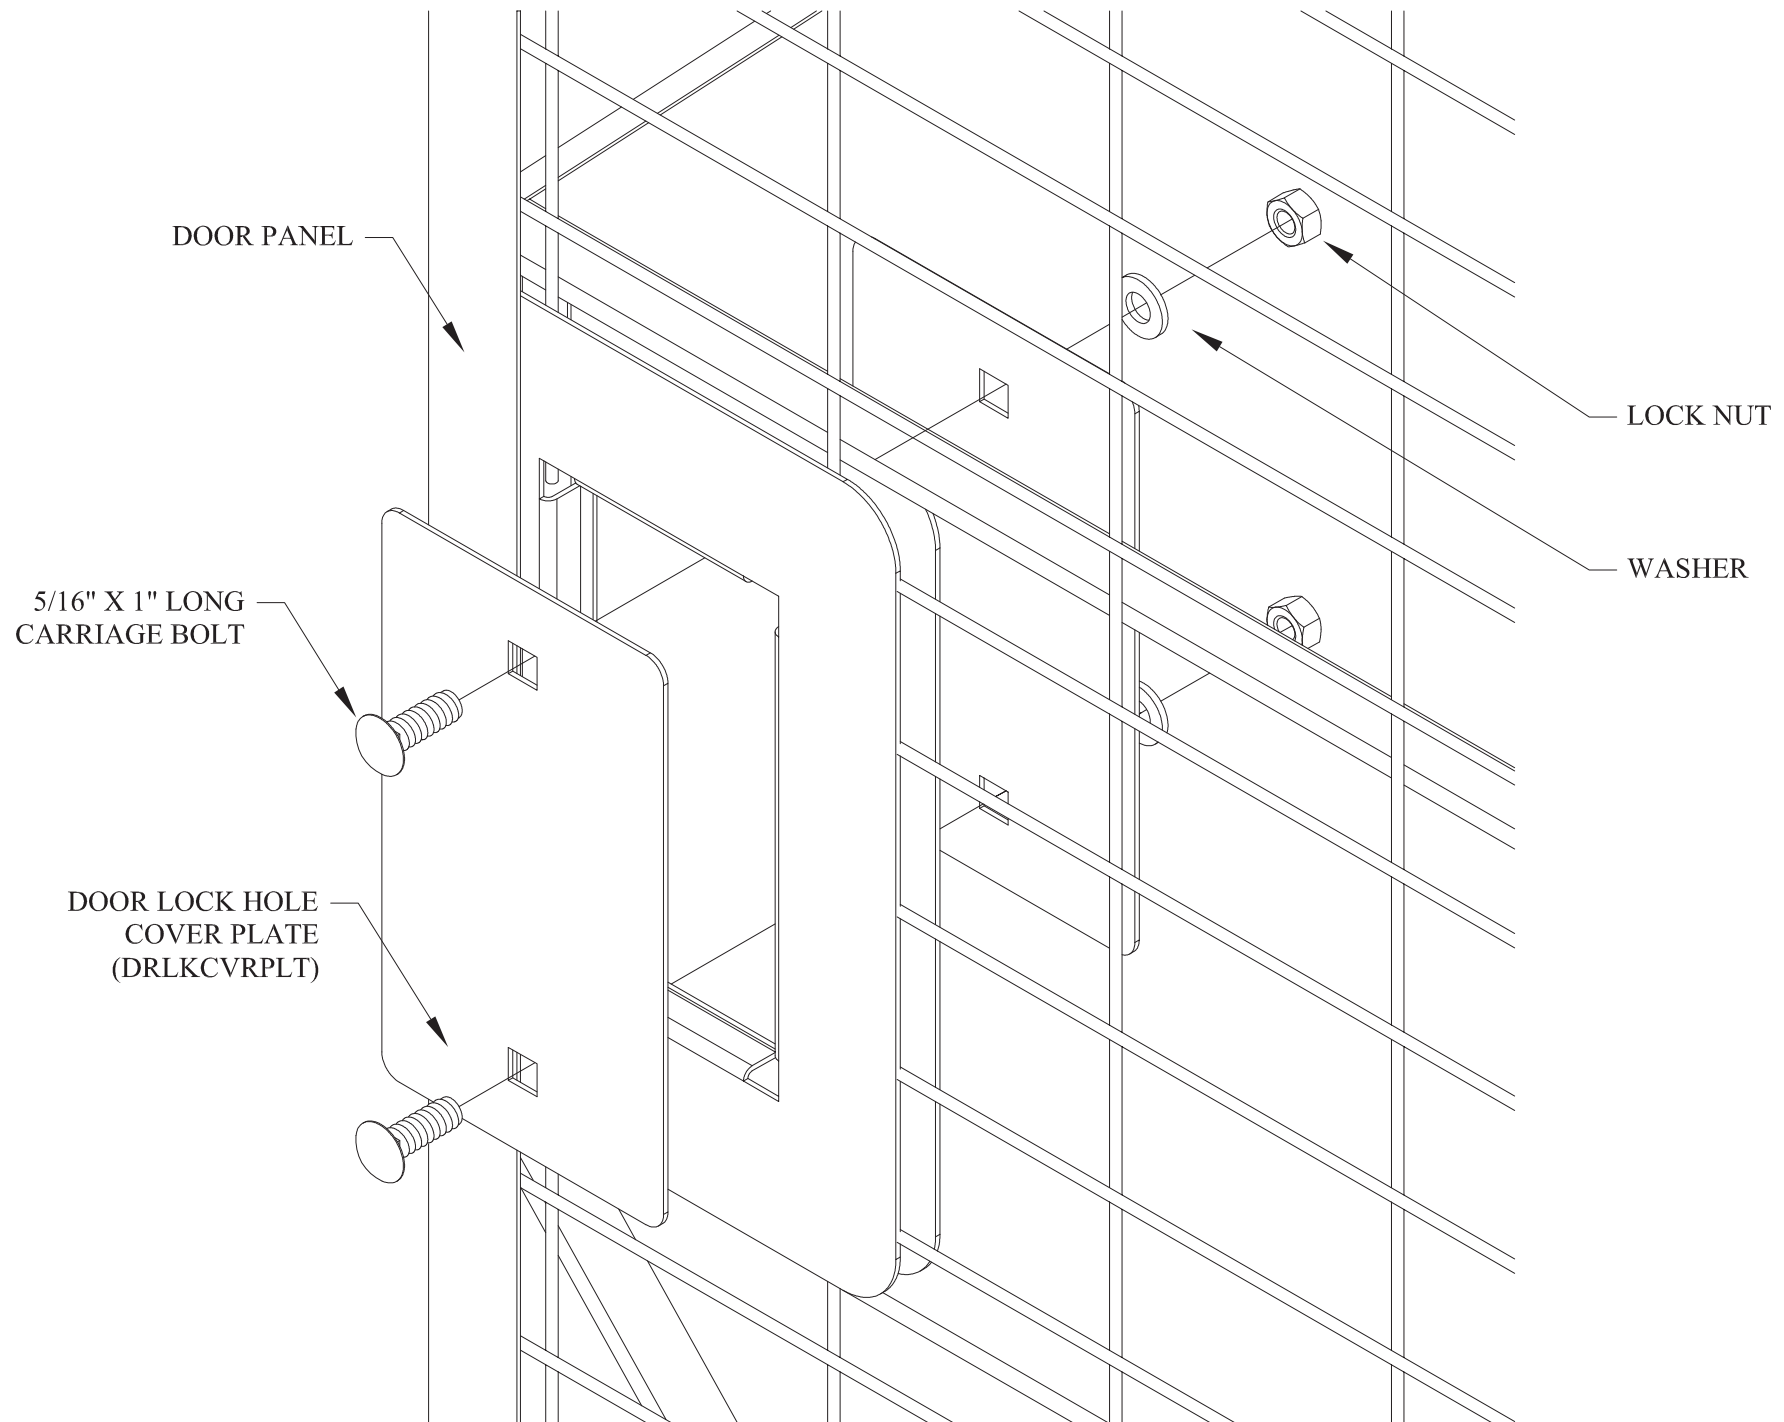 DOOR PANEL
LOCK NUT
WASHER
5/16" X 1" LONG
CARRIAGE BOLT
DOOR LOCK HOLE
COVER PLATE
(DRLKCVRPLT)